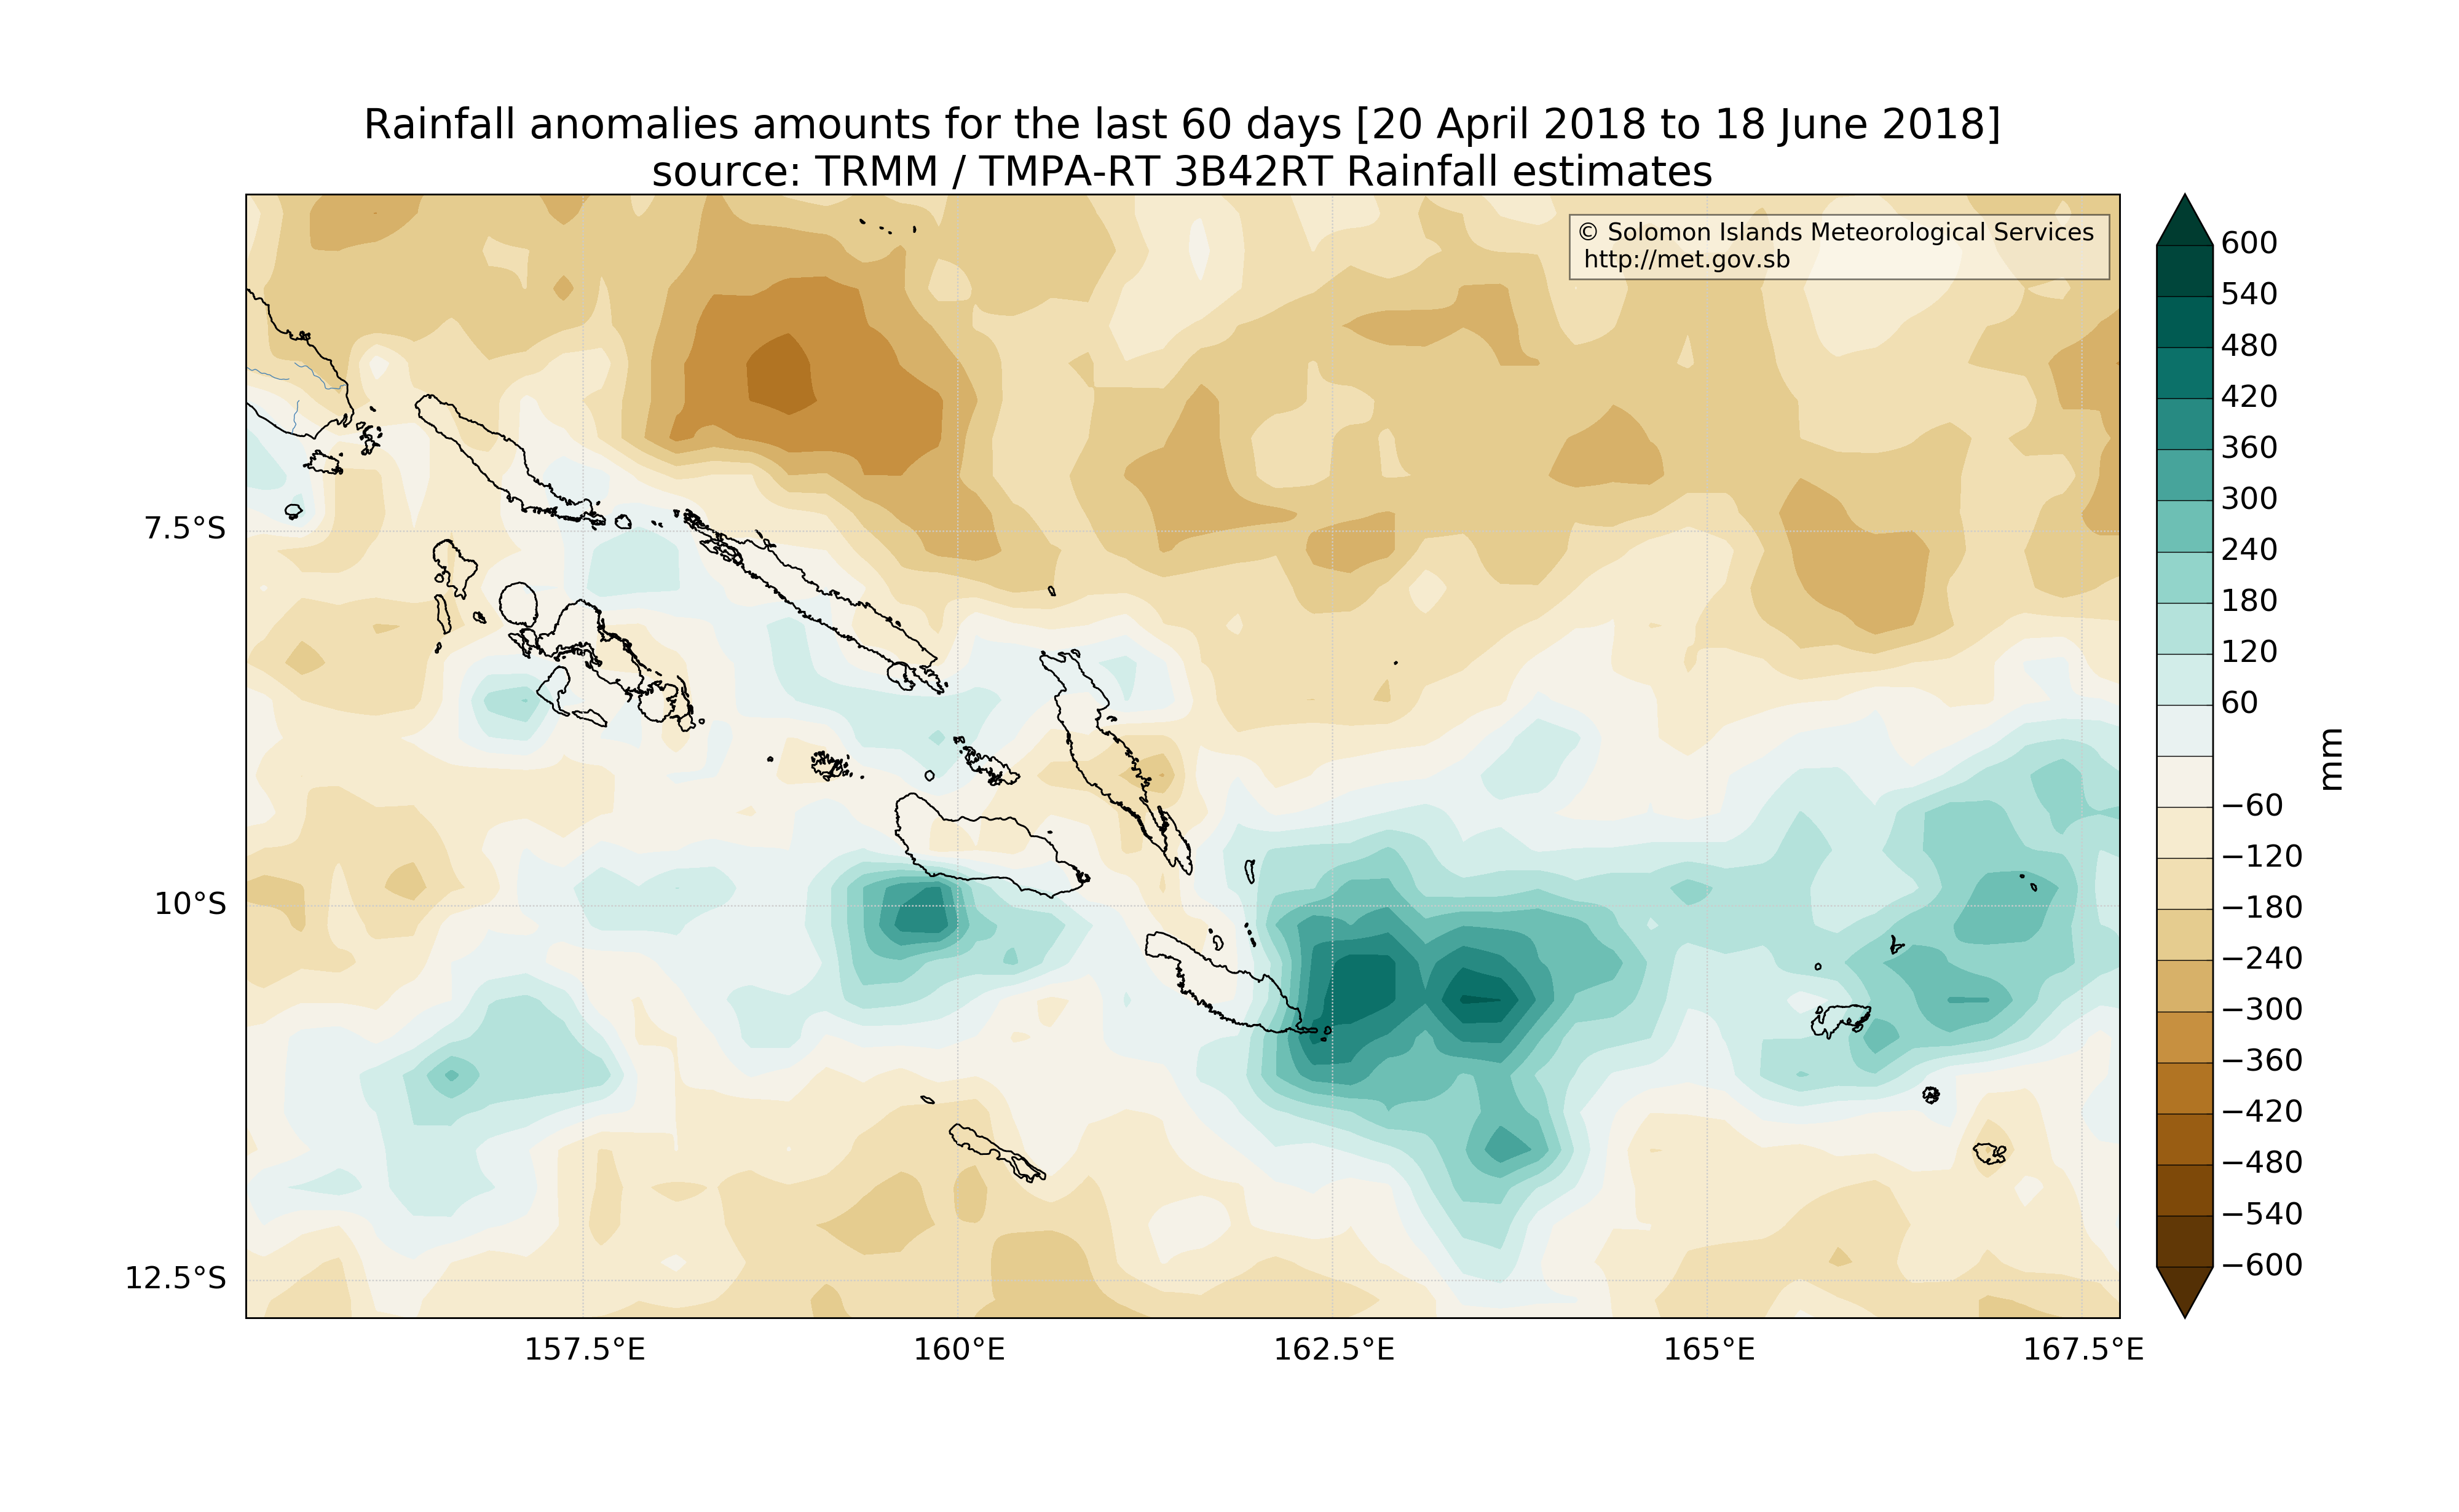 Rainfall anomalies amounts for the last 60 days [20 April 2018 to 18 June 2018]
source: TRMM / TMPA-RT 3B42RT Rainfall estimates
© Solomon Islands Meteorological Services
http://met.gov.sb
7.5°S
10°S
12.5°S
157.5°E
160°E
162.5°E
165°E
167.5°E
600
540
480
420
360
300
240
180
120
60
−60
−120
−180
−240
−300
−360
−420
−480
−540
−600
mm